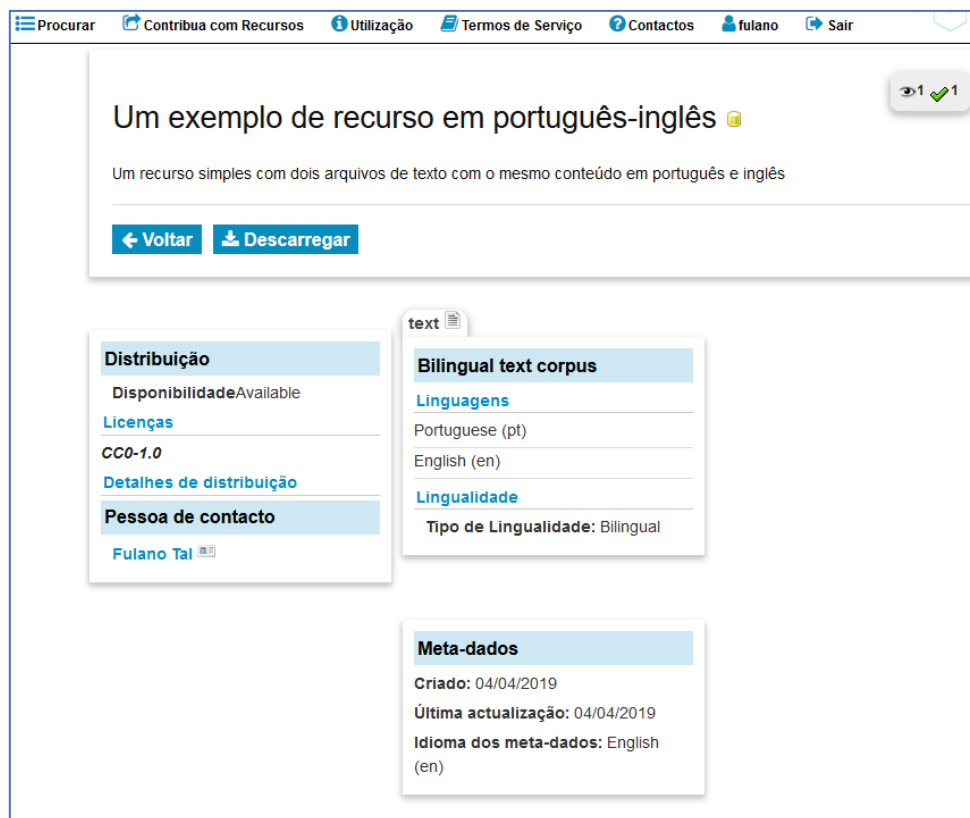 Procurar Contribua com Recursos Utilização Termos de Serviço Contactos fulano Sair
1 1
Um exemplo de recurso em português-inglês
Um recurso simples com dois arquivos de texto com o mesmo conteúdo em português e inglês
Voltar Descarregar
Distribuição
DisponibilidadeAvailable
Licenças
CC0-1.0
Detalhes de distribuição
Pessoa de contacto
Fulano Tal
text
Bilingual text corpus
Linguagens
Portuguese (pt)
English (en)
Lingualidade
Tipo de Lingualidade: Bilingual
Meta-dados
Criado: 04/04/2019
Última actualização: 04/04/2019
Idioma dos meta-dados: English
(en)